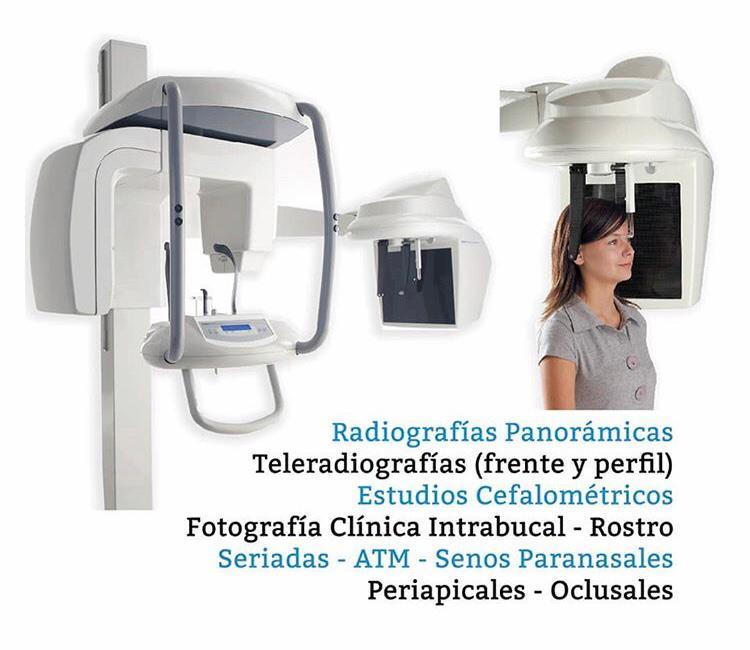 Radiografías Panorámicas
Teleradiografías (frente y perfil)
Estudios Cefalométricos
Fotografía Clínica Intrabucal - Rostro
Seriadas - ATM - Senos Paranasales
Periapicales - Oclusales